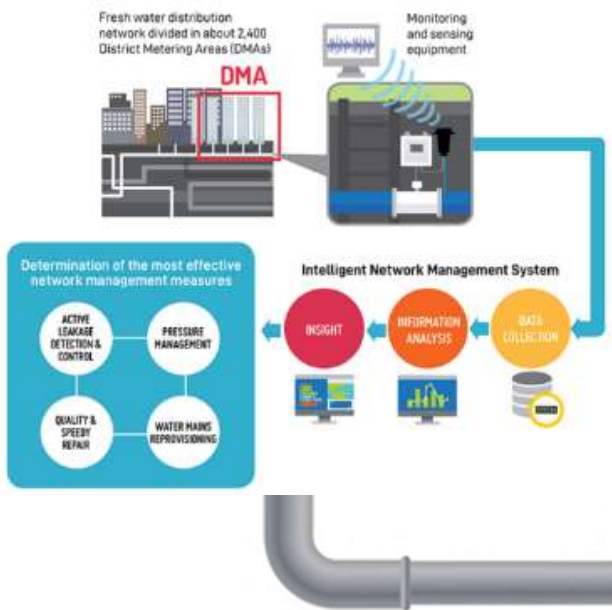 Fresh water distribution
network divided in about 2,400
District Metering Areas (DMAs)
DMA
Monitoring
and sensing
equipment
Intelligent Network Management System
DATA
COLLECTION
INFORMATION
ANALYSIS
INSIGHT
Determination of the most effective
network management measures
ACTIVE
LEAKAGE
DETECTION &
CONTROL
PRESSURE
MANAGEMENT
QUALITY &
SPEEDY
REPAIR
WATER MAINS
REPROVISIONING